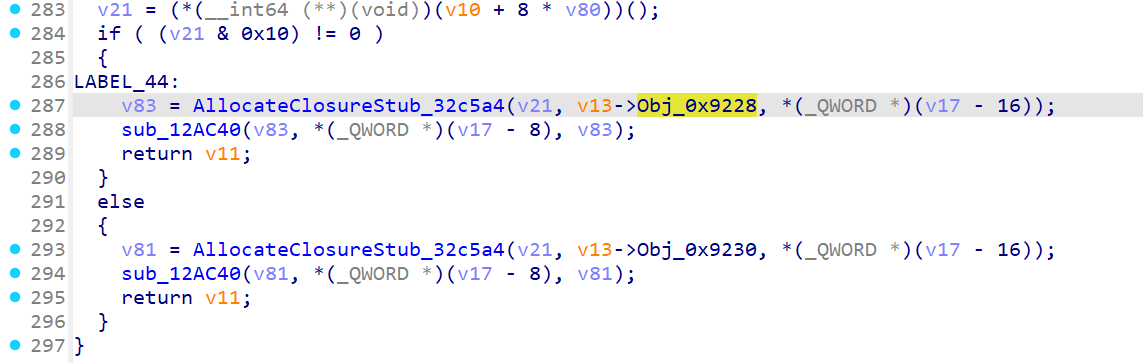 283 v21 = (*(__int64 (**)(void))(v10 + 8 * v80))();
284 if ( (v21 & 0x10) != 0 )
285 {
286 LABEL_44:
287 v83 = AllocateClosureStub_32c5a4(v21, v13->Obj_0x9228, *(_QWORD *)(v17 - 16));
288 sub_12AC40(v83, *(_QWORD *)(v17 - 8), v83);
289 return v11;
290 }
291 else
292 {
293 v81 = AllocateClosureStub_32c5a4(v21, v13->Obj_0x9230, *(_QWORD *)(v17 - 16));
294 sub_12AC40(v81, *(_QWORD *)(v17 - 8), v81);
295 return v11;
296 }
297 }